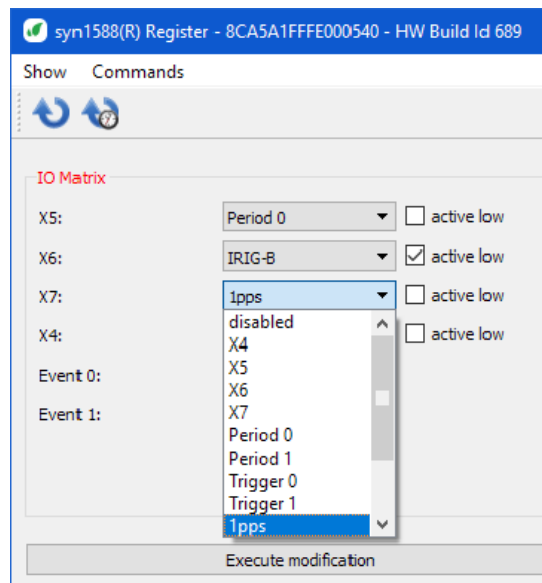 syn1588(R) Register - 8CA5A1FFFE000540 - HW Build Id 689
Show Commands
IO Matrix
X5: Period 0 active low
X6: IRIG-B active low
X7: 1pps active low
X4: active low
Event 0:
Event 1:
disabled
X4
X5
X6
X7
Period 0
Period 1
Trigger 0
Trigger 1
1pps
Execute modification